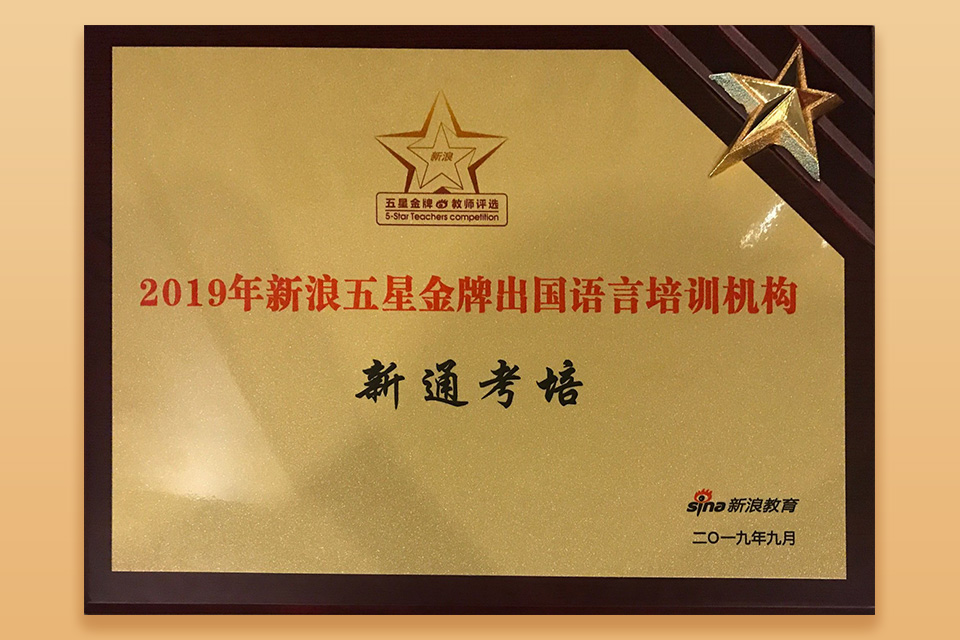 新浪
五星金牌教师评选
5-Star Teachers competition
2019年新浪五星金牌出国语言培训机构
新通考培
sina新浪教育
二〇一九年九月